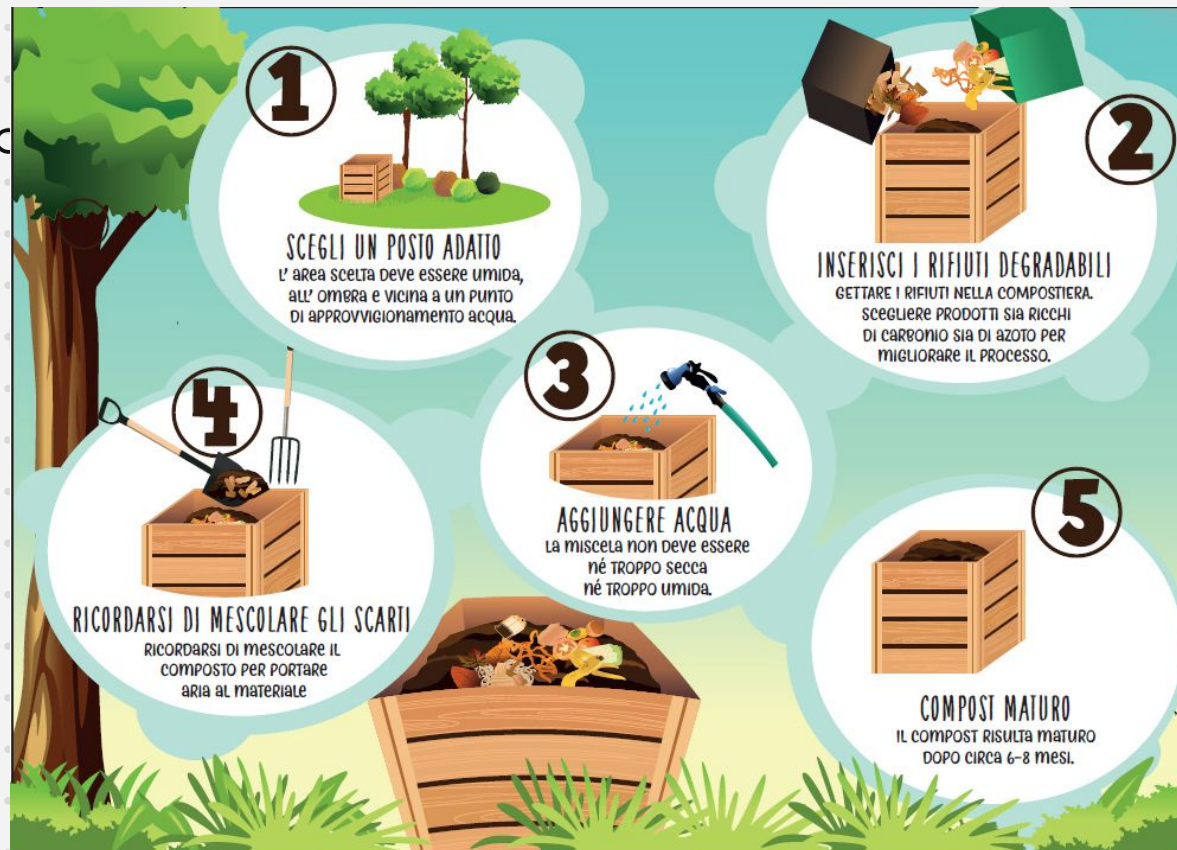 1
SCEGLI UN POSTO ADATTO
L' AREA SCELTA DEVE ESSERE UMIDA,
ALL' OMBRA E VICINA A UN PUNTO
DI APPROVVIGIONAMENTO ACQUA.
2
INSERISCI I RIFIUTI DEGRADABILI
GETTARE I RIFIUTI NELLA COMPOSTIERA.
SCEGLIERE PRODOTTI SIA RICCHI
DI CARBONIO SIA DI AZOTO PER
MIGLIORARE IL PROCESSO.
3
AGGIUNGERE ACQUA
LA MISCELA NON DEVE ESSERE
NÉ TROPPO SECCA
NÉ TROPPO UMIDA.
4
RICORDARSI DI MESCOLARE GLI SCARTI
RICORDARSI DI MESCOLARE IL
COMPOSTO PER PORTARE
ARIA AL MATERIALE
5
COMPOST MATURO
IL COMPOST RISULTA MATURO
DOPO CIRCA 6-8 MESI.